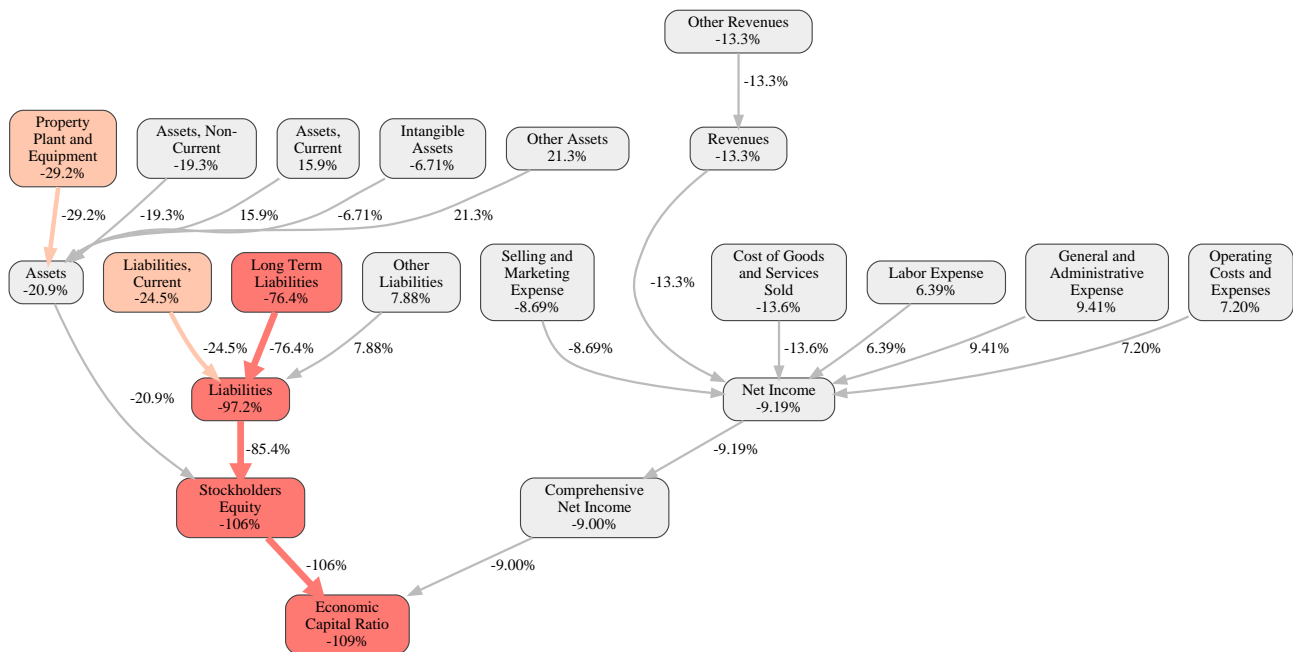 Other Revenues
-13.3%
-13.3%
Property
Plant and
Equipment
-29.2%
Assets, Non-
Current
-19.3%
Assets,
Current
15.9%
Intangible
Assets
-6.71%
Other Assets
21.3%
Revenues
-13.3%
-29.2%
-19.3%
15.9%
-6.71%
21.3%
Assets
-20.9%
Liabilities,
Current
-24.5%
Long Term
Liabilities
-76.4%
Other
Liabilities
7.88%
Selling and
Marketing
Expense
-8.69%
-13.3%
Cost of Goods
and Services
Sold
-13.6%
Labor Expense
6.39%
General and
Administrative
Expense
9.41%
Operating
Costs and
Expenses
7.20%
-24.5%
-76.4%
7.88%
-8.69%
-13.6%
6.39%
9.41%
7.20%
-20.9%
Liabilities
-97.2%
Net Income
-9.19%
-85.4%
-9.19%
Stockholders
Equity
-106%
Comprehensive
Net Income
-9.00%
-106%
-9.00%
Economic
Capital Ratio
-109%